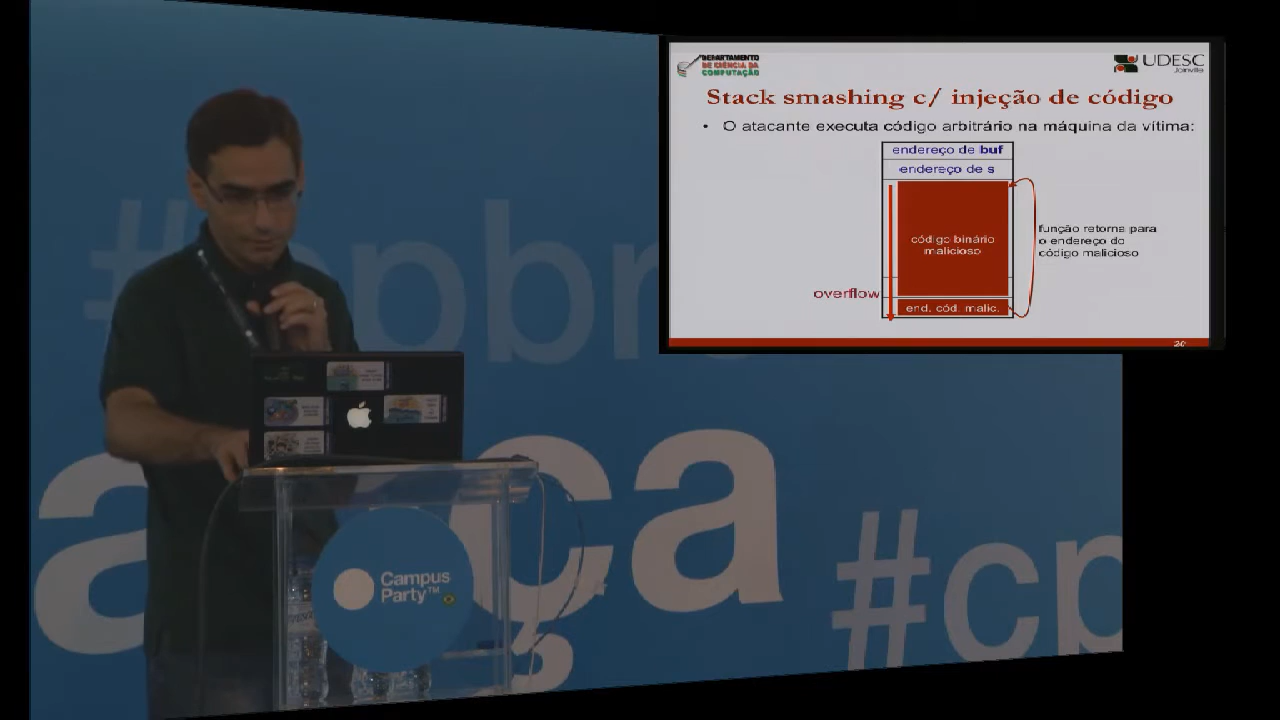 DEPARTAMENTO
DE CIÊNCIA DA
COMPUTAÇÃO
UDESC
Joinville
Stack smashing c/ injeção de código
• O atacante executa código arbitrário na máquina da vítima:
endereço de buf
endereço de s
código binário
malicioso
função retorna para
o endereço do
código malicioso
overflow
end. cód. malic.
20
#cpbr
a
ça
#cp
Campus
Party™